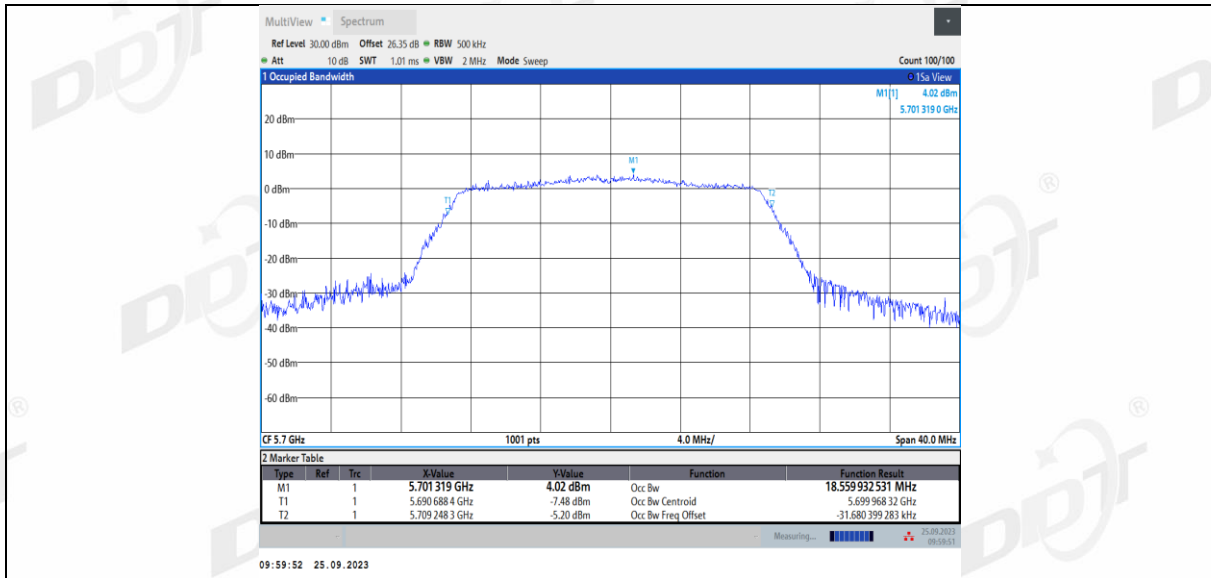 MultiView Spectrum
Ref Level 30.00 dBm Offset 26.35 dB RBW 500 kHz
Att 10 dB SWT 1.01 ms VBW 2 MHz Mode Sweep Count 100/100
1 Occupied Bandwidth 1Sa View
M1[1] 4.02 dBm
5.701 319 0 GHz
20 dBm
10 dBm
M1
0 dBm
T1 T2
-10 dBm
-20 dBm
-30 dBm
-40 dBm
-50 dBm
-60 dBm
CF 5.7 GHz 1001 pts 4.0 MHz/ Span 40.0 MHz
2 Marker Table
Type Ref Trc X-Value Y-Value Function Function Result
M1 1 5.701 319 GHz 4.02 dBm Occ Bw 18.559 932 531 MHz
T1 1 5.690 688 4 GHz -7.48 dBm Occ Bw Centroid 5.699 968 32 GHz
T2 1 5.709 248 3 GHz -5.20 dBm Occ Bw Freq Offset -31.680 399 283 kHz
Measuring... 25.09.2023
09:59:51
09:59:52 25.09.2023
DDT
®